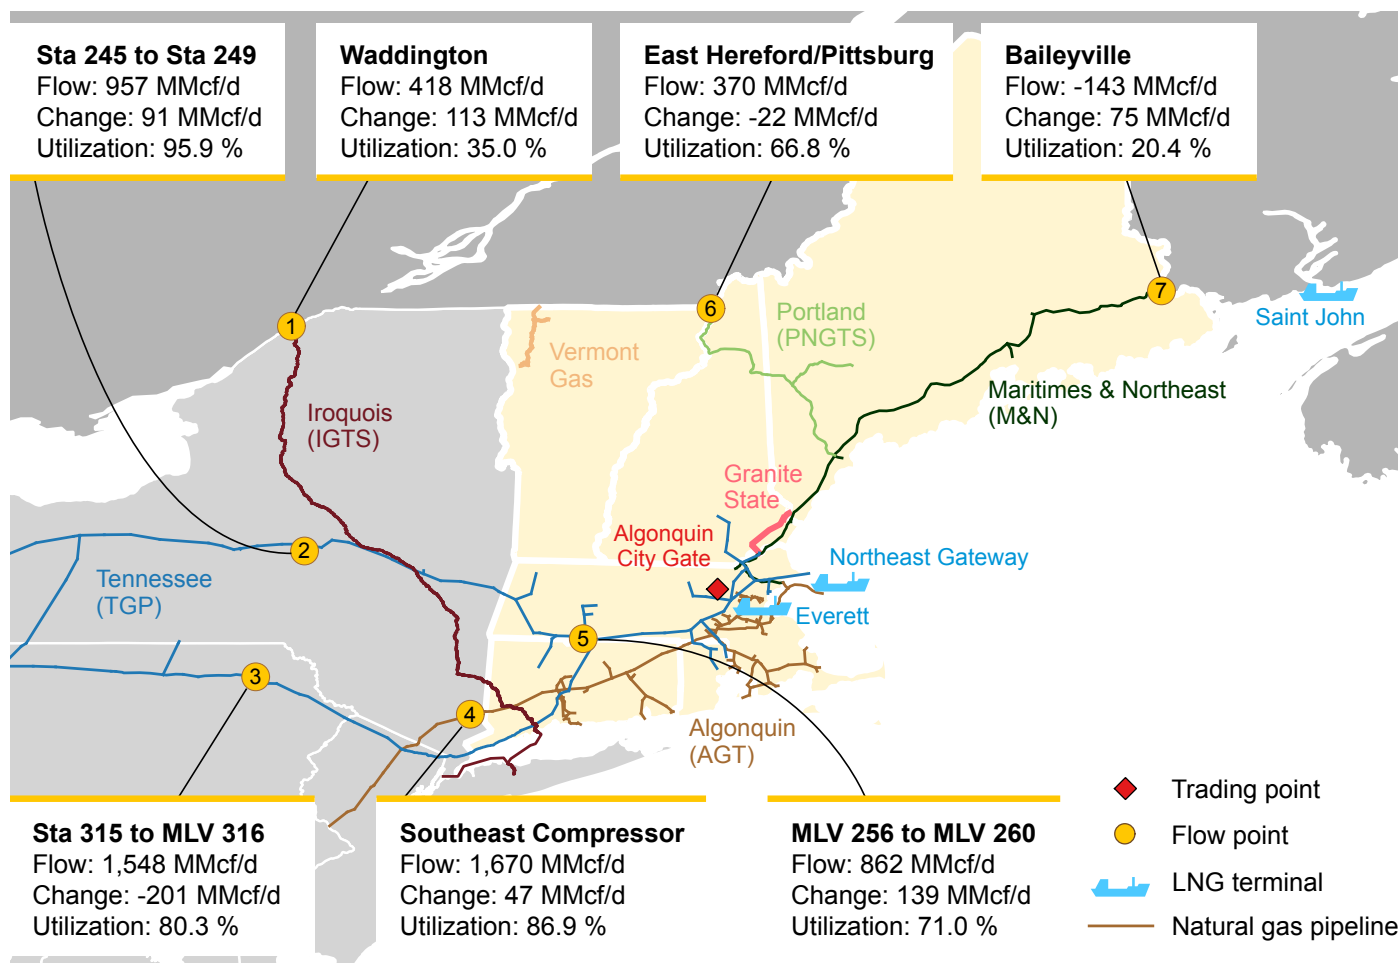 Sta 245 to Sta 249
Flow: 957 MMcf/d
Change: 91 MMcf/d
Utilization: 95.9 %
Waddington
Flow: 418 MMcf/d
Change: 113 MMcf/d
Utilization: 35.0 %
East Hereford/Pittsburg
Flow: 370 MMcf/d
Change: -22 MMcf/d
Utilization: 66.8 %
Baileyville
Flow: -143 MMcf/d
Change: 75 MMcf/d
Utilization: 20.4 %
7
6
1
Saint John
Portland
(PNGTS)
Vermont
Gas
Maritimes & Northeast
(M&N)
Iroquois
(IGTS)
Granite
State
Algonquin
City Gate
2
Northeast Gateway
Tennessee
(TGP)
Everett
5
3
4
Algonquin
(AGT)
Sta 315 to MLV 316
Flow: 1,548 MMcf/d
Change: -201 MMcf/d
Utilization: 80.3 %
Southeast Compressor
Flow: 1,670 MMcf/d
Change: 47 MMcf/d
Utilization: 86.9 %
MLV 256 to MLV 260
Flow: 862 MMcf/d
Change: 139 MMcf/d
Utilization: 71.0 %
Trading point
Flow point
LNG terminal
Natural gas pipeline